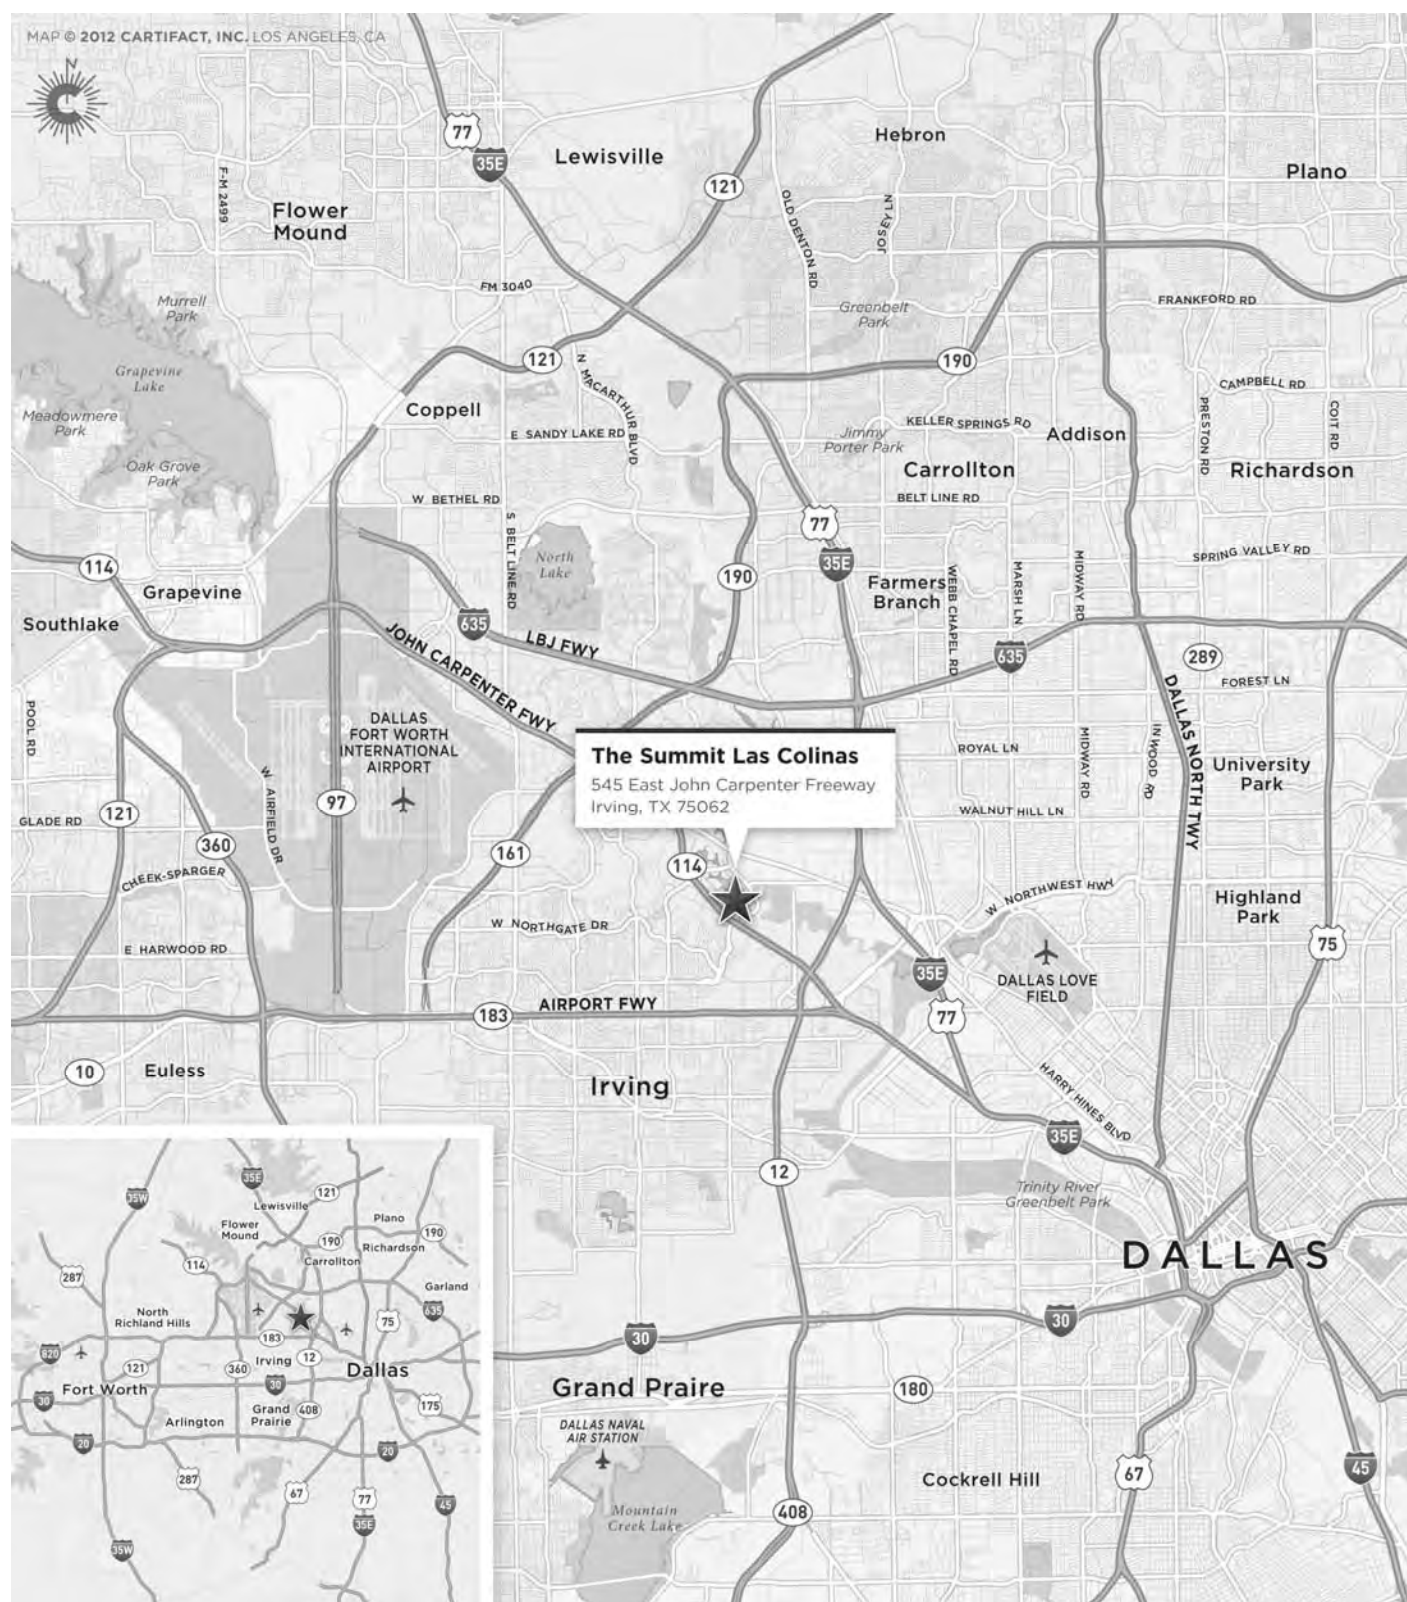 MAP © 2012 CARTIFACT, INC. LOS ANGELES, CA
N
C
77
35E
Lewisville
Hebron
Plano
121
F-M 2499
Flower
Mound
OLD DENTON RD
JOSEY LN
FM 3040
Murrell
Park
Greenbelt
Park
FRANKFORD RD
Grapevine
Lake
121
N MACARTHUR BLVD
190
CAMPBELL RD
Meadowmere
Park
Coppell
E SANDY LAKE RD
Jimmy
Porter Park
KELLER SPRINGS RD
Addison
PRESTON RD
COIT RD
Oak Grove
Park
Carrollton
Richardson
W BETHEL RD
BELT LINE RD
S BELT LINE RD
77
North
Lake
35E
SPRING VALLEY RD
114
Grapevine
190
Farmers
Branch
WEBB CHAPEL RD
MARSH LN
MIDWAY RD
Southlake
635
LBJ FWY
JOHN CARPENTER FWY
635
289
FOREST LN
POOL RD
DALLAS
FORT WORTH
INTERNATIONAL
AIRPORT
DALLAS NORTH TWY
The Summit Las Colinas
545 East John Carpenter Freeway
Irving, TX 75062
ROYAL LN
MIDWAY RD
INWOOD RD
University
Park
W AIRFIELD DR
97
121
GLADE RD
WALNUT HILL LN
360
161
114
CHEEK-SPARGER
W NORTHWEST HWY
Highland
Park
W NORTHGATE DR
E HARWOOD RD
75
35E
DALLAS LOVE
FIELD
AIRPORT FWY
183
77
10
Euless
Irving
HARRY HINES BLVD
35E
12
Trinity River
Greenbelt Park
DALLAS
30
30
Grand Praire
180
DALLAS NAVAL
AIR STATION
Cockrell Hill
67
45
Mountain
Creek Lake
408
35W
35E
121
Lewisville
Flower
Mound
Plano
190
190
Richardson
Carrollton
114
287
Garland
635
North
Richland Hills
75
183
820
Irving
12
121
360
Dallas
Fort Worth
30
30
408
175
Arlington
Grand
Prairie
20
20
287
67
77
45
35E
35W